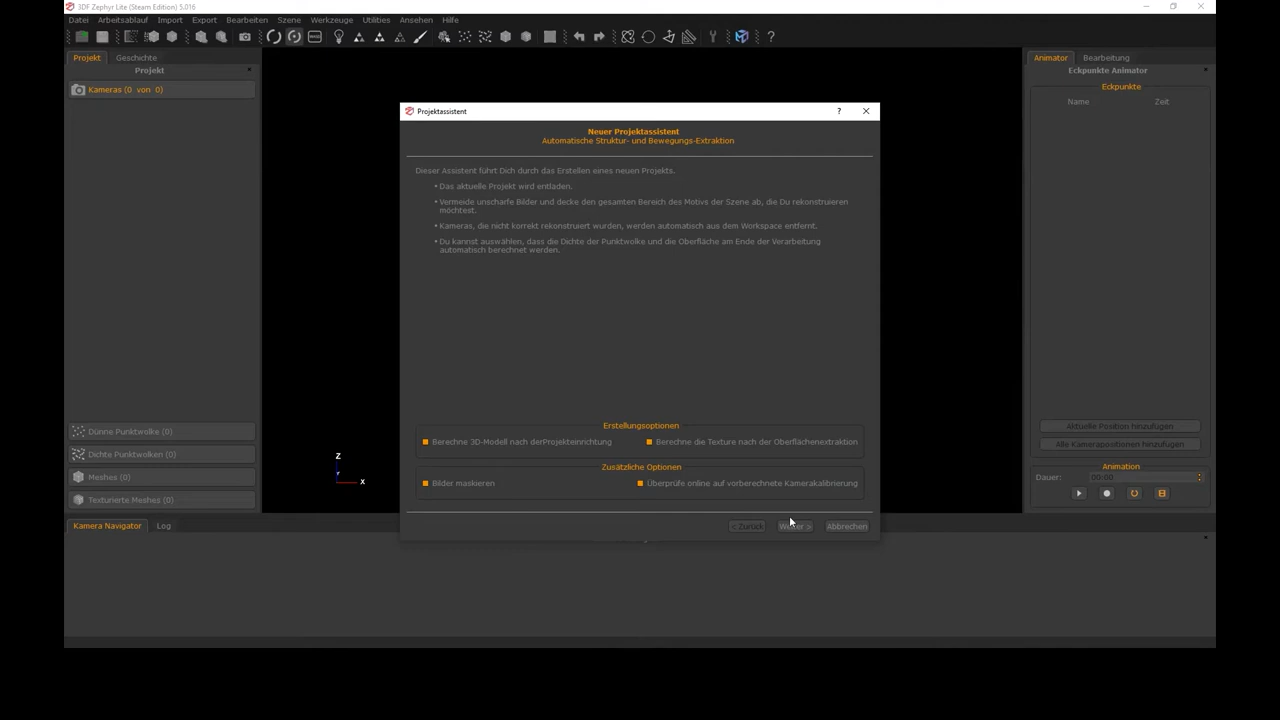 3DF Zephyr Lite (Steam Edition) 5,016
Datei Arbeitsablauf Import Export Bearbeiten Szene Werkzeuge Utilities Ansehen Hilfe
Projekt Geschichte
Projekt
Kameras (0 von 0)
Dünne Punktwolke (0)
Dichte Punktwolken (0)
Meshes (0)
Texturierte Meshes (0)
Kamera Navigator Log
Z
X
Projektassistent
Neuer Projektassistent
Automatische Struktur- und Bewegungs-Extraktion
Dieser Assistent führt Dich durch das Erstellen eines neuen Projekts.
• Das aktuelle Projekt wird entladen.
• Vermeide unscharfe Bilder und decke den gesamten Bereich des Motivs der Szene ab, die Du rekonstruieren
möchtest.
• Kameras, die nicht korrekt rekonstruiert wurden, werden automatisch aus dem Workspace entfernt.
• Du kannst auswählen, dass die Dichte der Punktwolke und die Oberfläche am Ende der Verarbeitung
automatisch berechnet werden.
Erstellungsoptionen
Berechne 3D-Modell nach derProjekteinrichtung Berechne die Texture nach der Oberflächenextraktion
Zusätzliche Optionen
Bilder maskieren Überprüfe online auf vorberechnete Kamerakalibrierung
< Zurück Weiter > Abbrechen
Animator Bearbeitung
Eckpunkte Animator
Eckpunkte
Name Zeit
Aktuelle Position hinzufügen
Alle Kamerapositionen hinzufügen
Animation
Dauer: 00:00